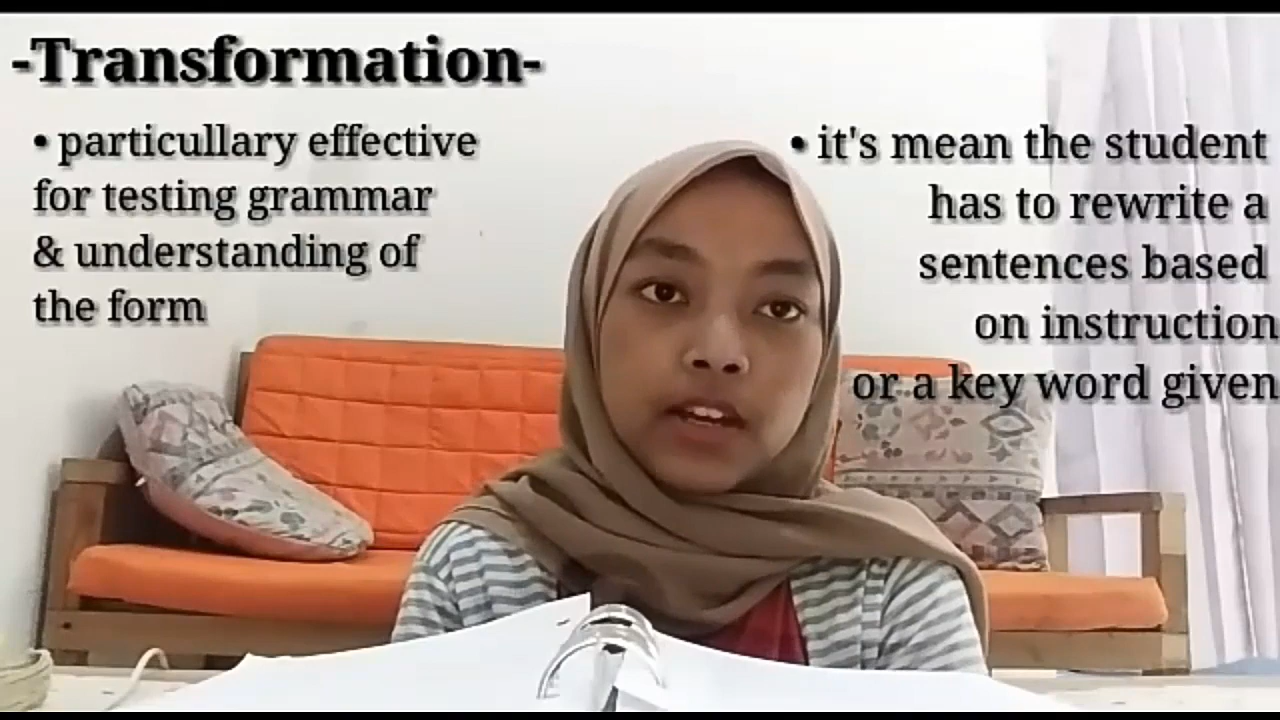 -Transformation-
• particullary effective
for testing grammar
& understanding of
the form
• it's mean the student
has to rewrite a
sentences based
on instruction
or a key word given